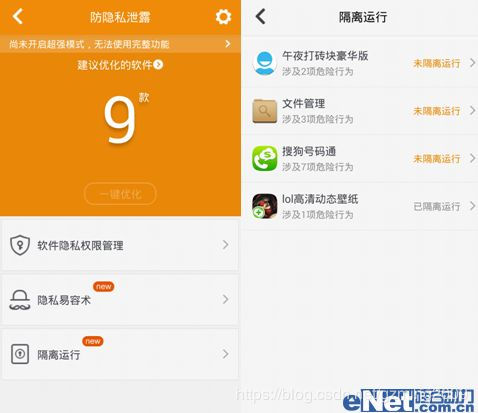 防隐私泄露
尚未开启超强模式，无法使用完整功能
建议优化的软件
9款
一键优化
软件隐私权限管理
隐私易容术
new
隔离运行
new
隔离运行
午夜打砖块豪华版
涉及2项危险行为
未隔离运行
文件管理
涉及3项危险行为
未隔离运行
搜狗号码通
涉及7项危险行为
未隔离运行
lol高清动态壁纸
涉及1项危险行为
已隔离运行
eNet
.com.cn